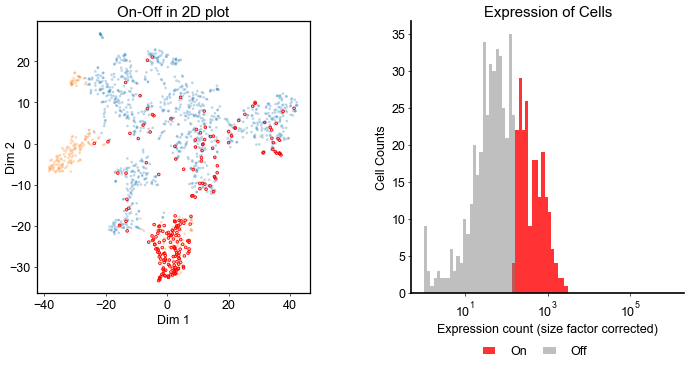 On-Off in 2D plot
20
10
0
−10
−20
−30
Dim 2
−40
−20
0
20
40
Dim 1
Expression of Cells
35
30
25
20
15
10
5
0
Cell Counts
10^1
10^3
10^5
Expression count (size factor corrected)
On
Off